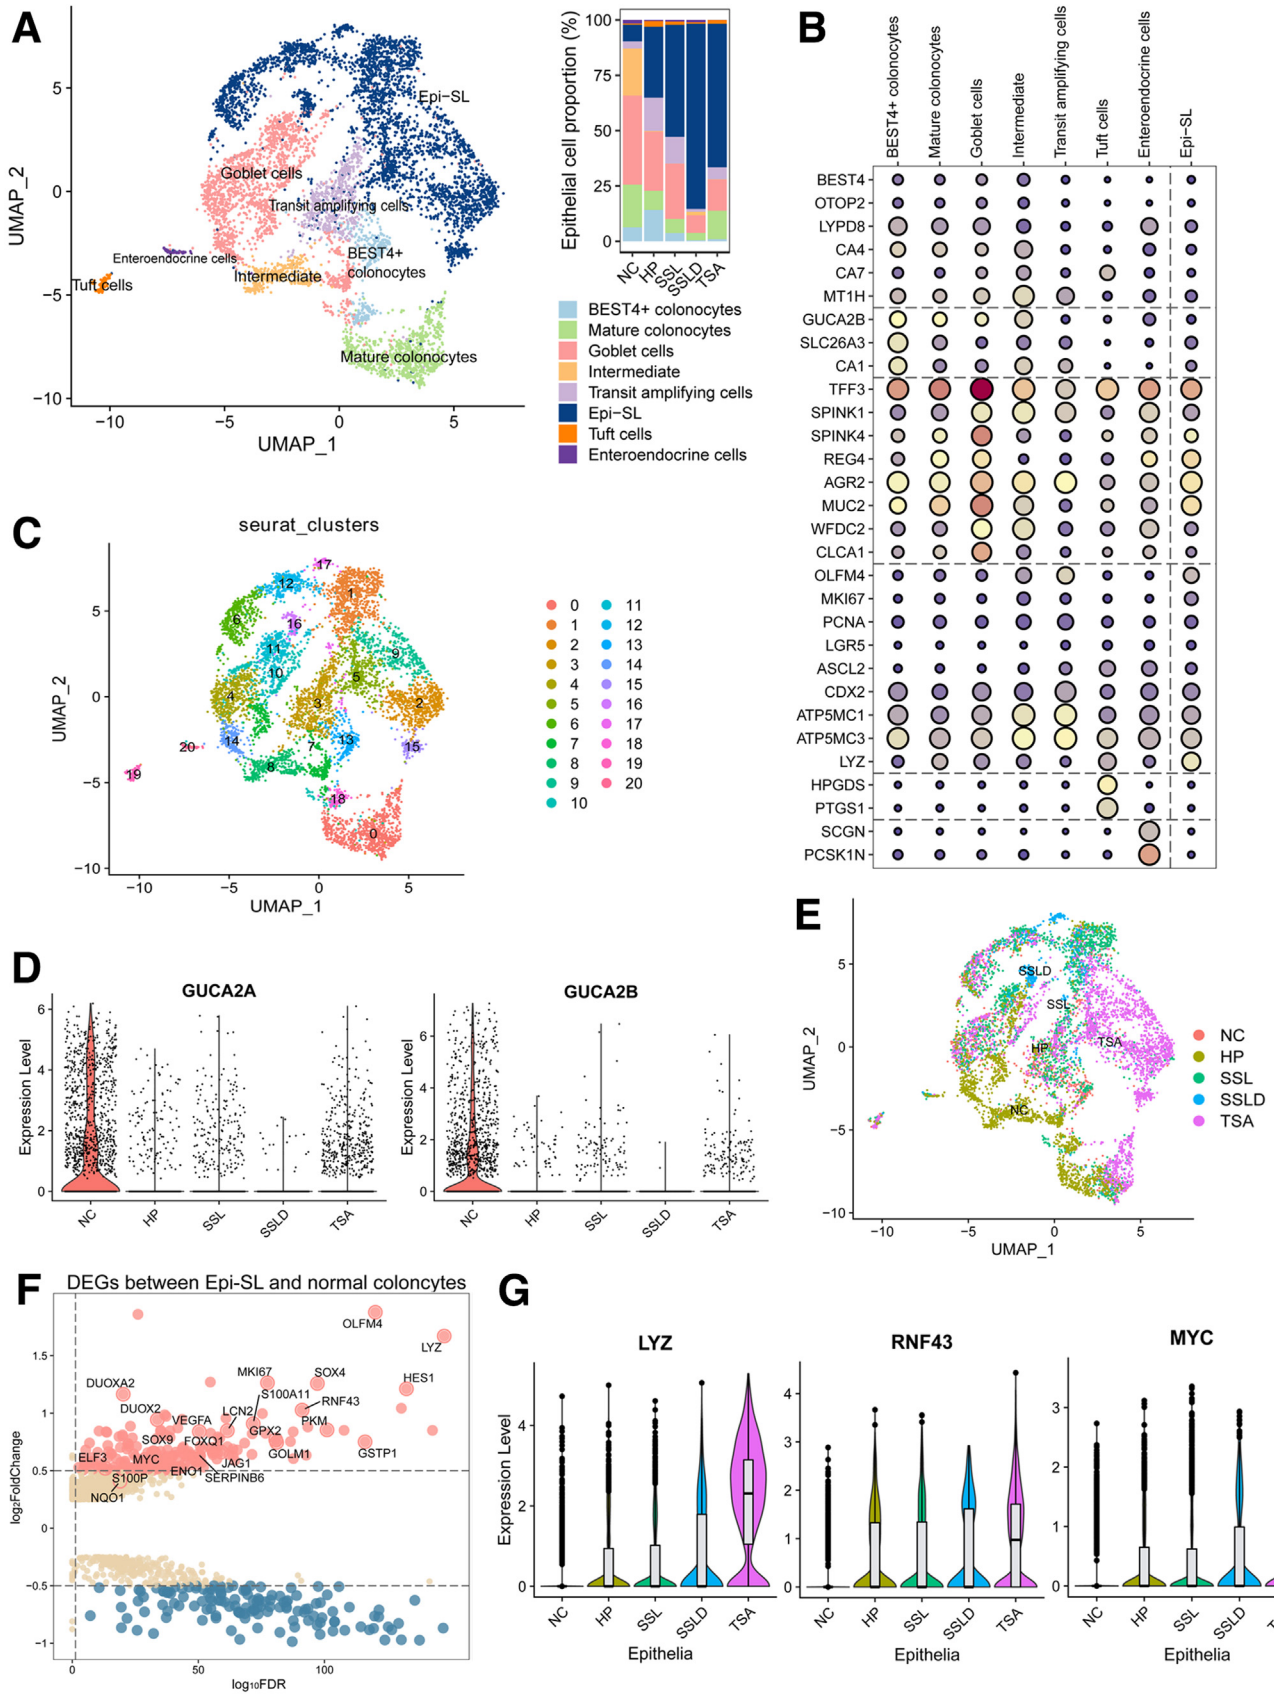 A
UMAP_2
5
0
−5
−10
−10
−5
0
5
UMAP_1
Epi−SL
Goblet cells
Transit amplifying cells
Enteroendocrine cells
BEST4+
colonocytes
Intermediate
Tuft cells
Mature colonocytes
Epithelial cell proportion (%)
100
75
50
25
0
NC
HP
SSL
SSLD
TSA
BEST4+ colonocytes
Mature colonocytes
Goblet cells
Intermediate
Transit amplifying cells
Epi−SL
Tuft cells
Enteroendocrine cells
B
BEST4+ colonocytes
Mature colonocytes
Goblet cells
Intermediate
Transit amplifying cells
Tuft cells
Enteroendocrine cells
Epi−SL
BEST4
OTOP2
LYPD8
CA4
CA7
MT1H
GUCA2B
SLC26A3
CA1
TFF3
SPINK1
SPINK4
REG4
AGR2
MUC2
WFDC2
CLCA1
OLFM4
MKI67
PCNA
LGR5
ASCL2
CDX2
ATP5MC1
ATP5MC3
LYZ
HPGDS
PTGS1
SCGN
PCSK1N
C
seurat_clusters
UMAP_2
5
0
−5
−10
−10
−5
0
5
UMAP_1
17
12
1
6
16
11
9
10
5
4
3
2
14
7
13
15
20
8
19
18
0
0
1
2
3
4
5
6
7
8
9
10
11
12
13
14
15
16
17
18
19
20
D
GUCA2A
Expression Level
6
4
2
0
NC
HP
SSL
SSLD
TSA
GUCA2B
Expression Level
6
4
2
0
NC
HP
SSL
SSLD
TSA
E
UMAP_2
5
0
−5
−10
−10
−5
0
5
UMAP_1
SSLD
SSL
HP
TSA
NC
NC
HP
SSL
SSLD
TSA
F
DEGs between Epi-SL and normal coloncytes
log₂FoldChange
1.5
1
0.5
0
−0.5
−1
0
50
100
log₁₀FDR
OLFM4
LYZ
MKI67
SOX4
HES1
DUOXA2
S100A11
DUOX2
LCN2
RNF43
VEGFA
PKM
SOX9
FOXQ1
GPX2
ELF3
MYC
JAG1
GOLM1
GSTP1
ENO1
S100P
SERPINB6
NQO1
G
LYZ
Expression Level
4
2
0
NC
HP
SSL
SSLD
TSA
Epithelia
RNF43
4
3
2
1
0
NC
HP
SSL
SSLD
TSA
Epithelia
MYC
3
2
1
0
NC
HP
SSL
SSLD
Epithelia